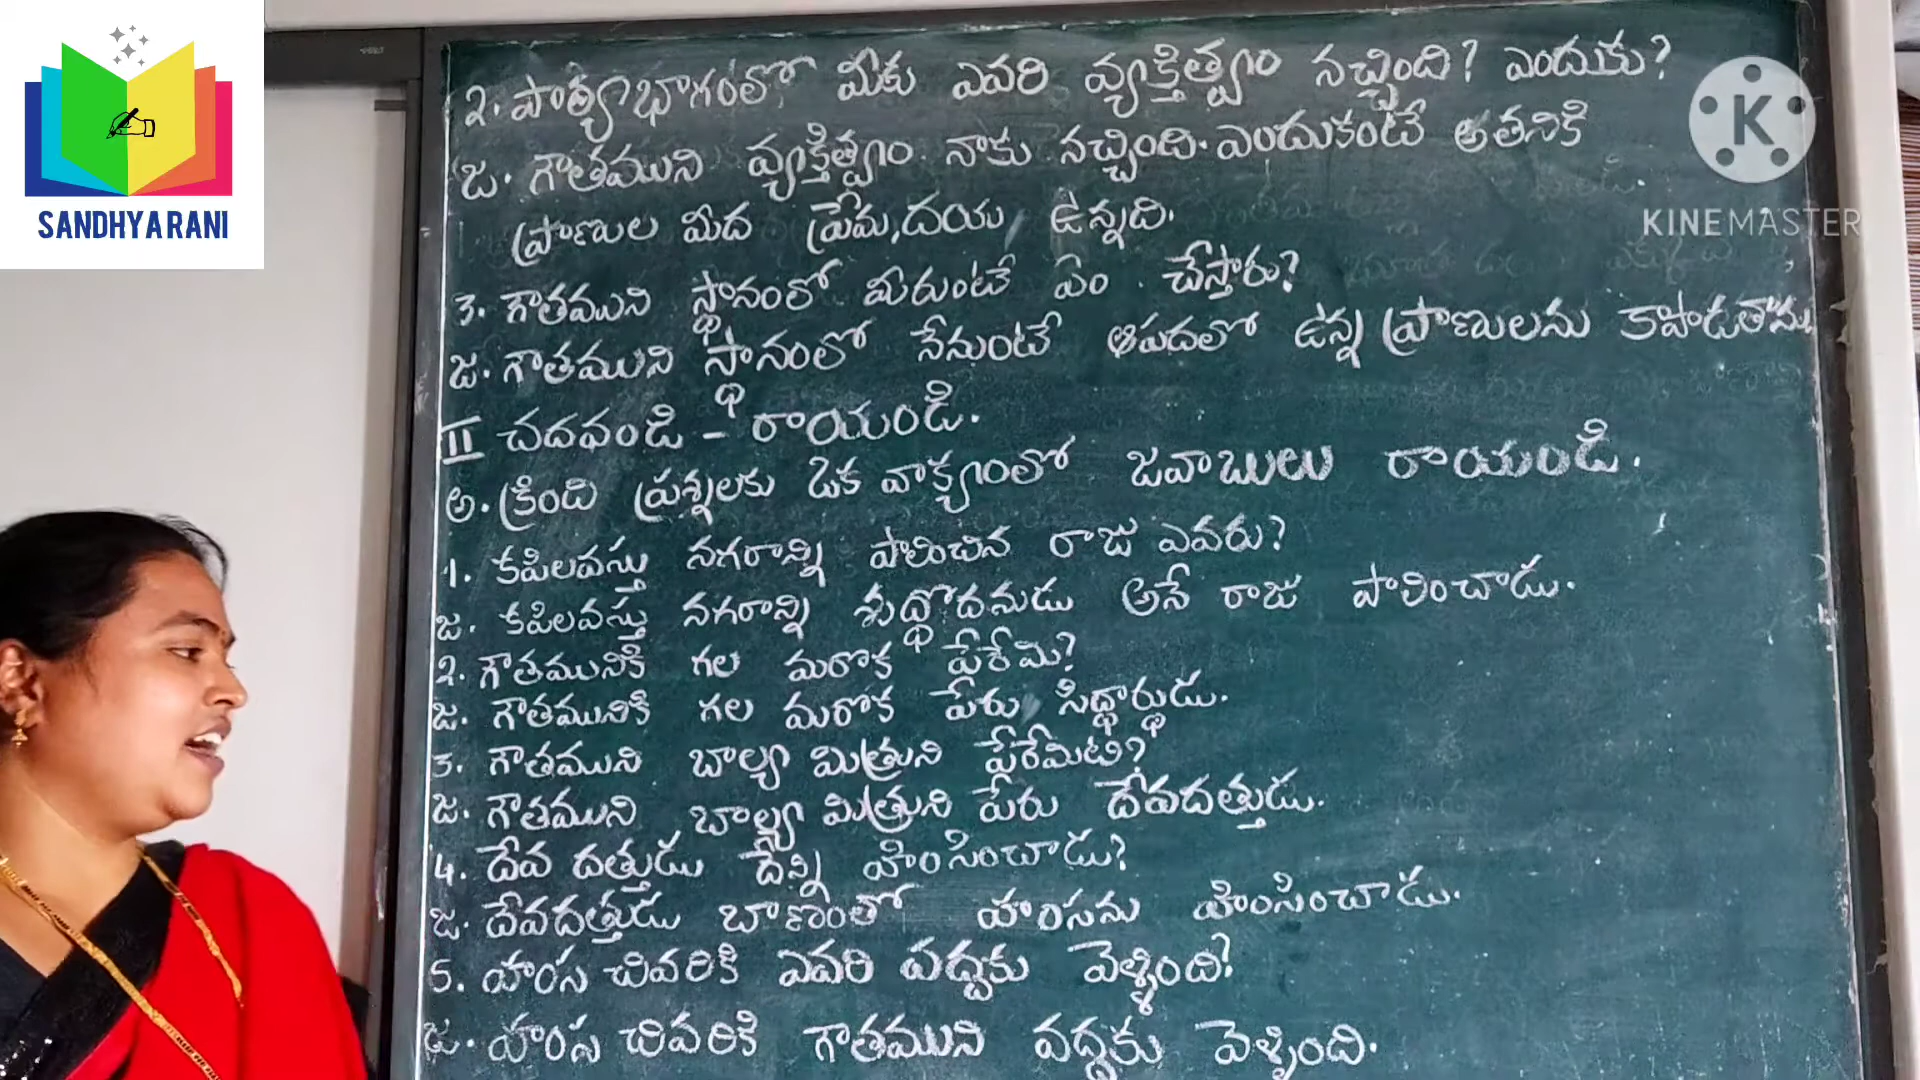 SANDHYARANI
KINEMASTER
2. పాఠ్యాభాగంలో మీకు ఎవరి వ్యక్తిత్వం నచ్చింది? ఎందుకు?
జ. గౌతముని వ్యక్తిత్వం నాకు నచ్చింది. ఎందుకంటే అతనికి
ప్రాణుల మీద ప్రేమ, దయ ఉన్నది.
3. గౌతముని స్థానంలో మీరుంటే ఏం చేస్తారు?
జ. గౌతముని స్థానంలో నేనుంటే ఆపదలో ఉన్న ప్రాణులను కాపాడతాను
II చదవండి - రాయండి.
అ. క్రింది ప్రశ్నలకు ఒక వాక్యంలో జవాబులు రాయండి.
1. కపిలవస్తు నగరాన్ని పాలించిన రాజు ఎవరు?
జ. కపిలవస్తు నగరాన్ని శుద్ధోదనుడు అనే రాజు పాలించాడు.
2. గౌతమునికి గల మరొక పేరేమి?
జ. గౌతమునికి గల మరొక పేరు సిద్ధార్థుడు.
3. గౌతముని బాల్య మిత్రుని పేరేమిటి?
జ. గౌతముని బాల్య మిత్రుని పేరు దేవదత్తుడు.
4. దేవ దత్తుడు దేన్ని హింసించాడు?
జ. దేవదత్తుడు బాణంతో హంసను హింసించాడు.
5. హంస చివరికి ఎవరి వద్దకు వెళ్ళింది?
జ. హంస చివరికి గౌతముని వద్దకు వెళ్ళింది.